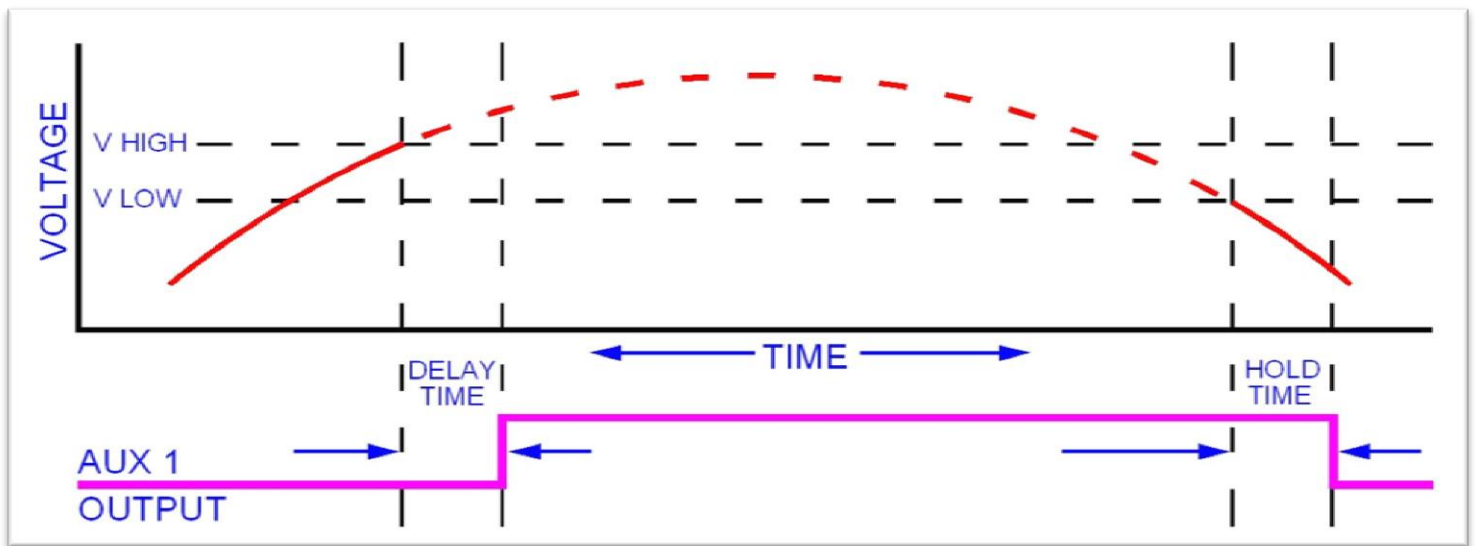 VOLTAGE
V HIGH
V LOW
TIME
DELAY
TIME
HOLD
TIME
AUX 1
OUTPUT